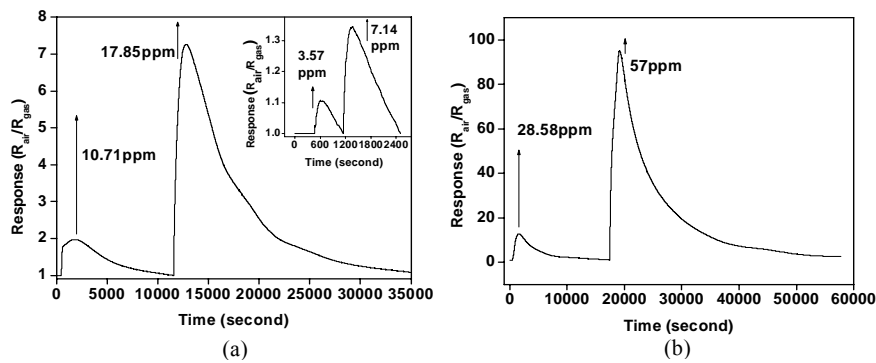 8
7
6
5
4
3
2
1
Response (R_air/R_gas)
17.85ppm
10.71ppm
0 5000 10000 15000 20000 25000 30000 35000
Time (second)
1.3
1.2
1.1
1.0
Response (R_air/R_gas)
3.57
ppm
7.14
ppm
0 600 1200 1800 2400
Time (second)
(a)
100
80
60
40
20
0
Response (R_air/R_gas)
57ppm
28.58ppm
0 10000 20000 30000 40000 50000 60000
Time (second)
(b)